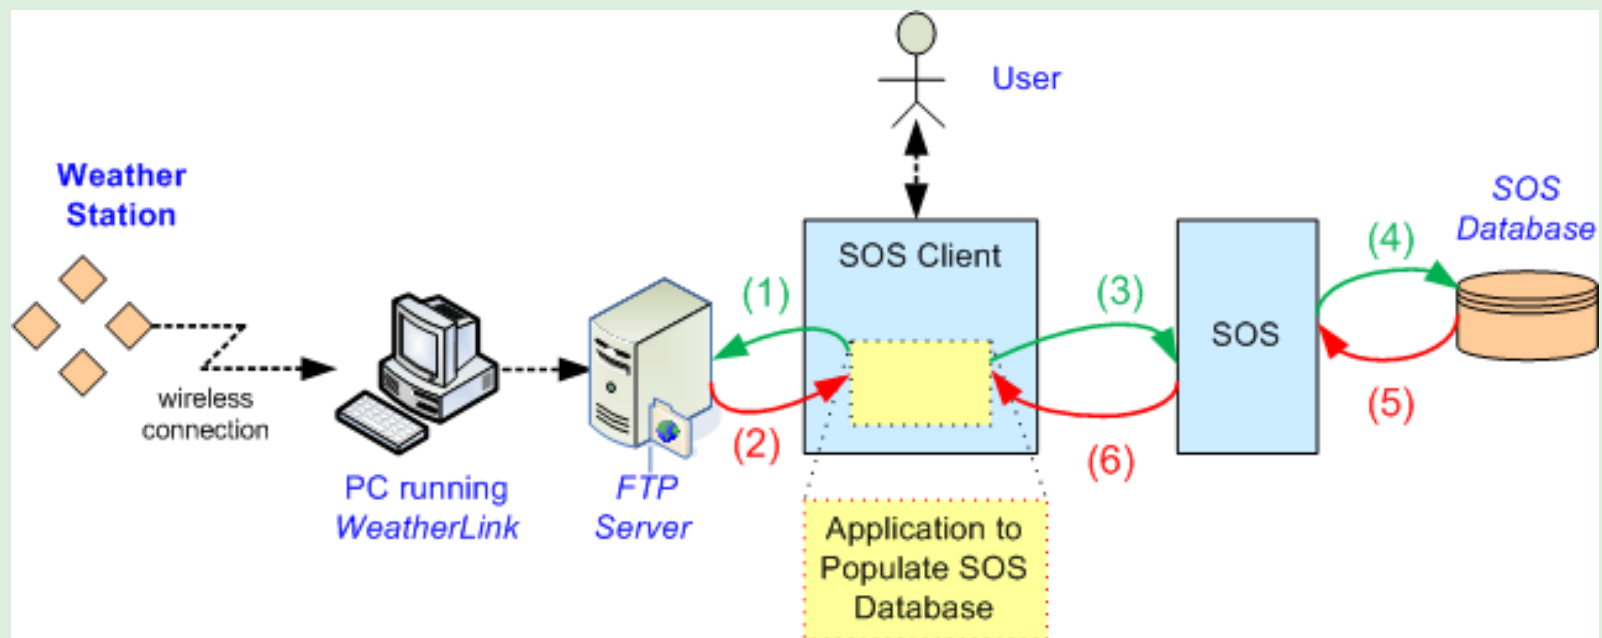 User
Weather
Station
SOS
Database
SOS Client
(1)
(3)
(4)
SOS
wireless
connection
(2)
(6)
(5)
PC running
WeatherLink
FTP
Server
Application to
Populate SOS
Database